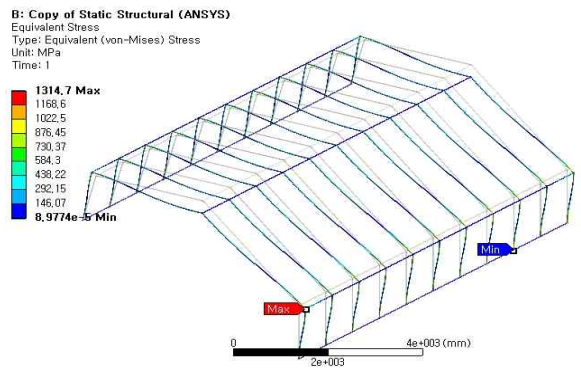 B: Copy of Static Structural (ANSYS)
Equivalent Stress
Type: Equivalent (von-Mises) Stress
Unit: MPa
Time: 1
1314,7 Max
1168,6
1022,5
876,45
730,37
584,3
438,22
292,15
146,07
8,9774e-5 Min
Min
Max
0
4e+003 (mm)
2e+003